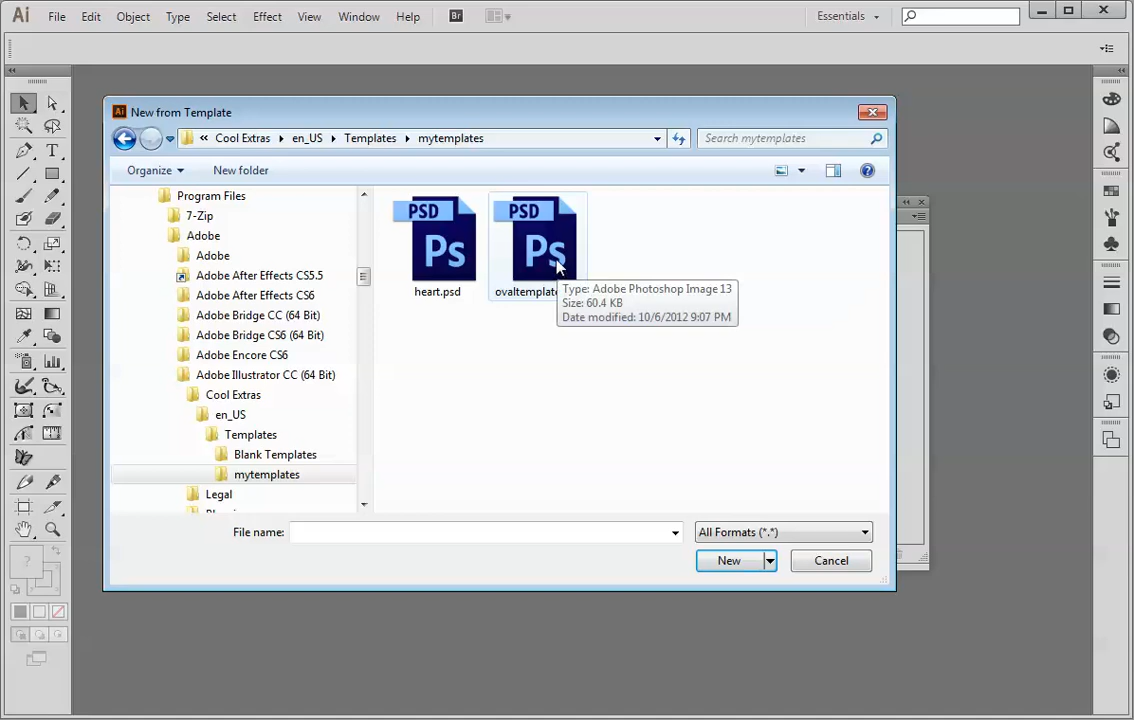 Ai File Edit Object Type Select Effect View Window Help Br Essentials
New from Template
« Cool Extras en_US Templates mytemplates Search mytemplates
Organize New folder
Program Files
7-Zip
Adobe
Adobe
Adobe After Effects CS5.5
Adobe After Effects CS6
Adobe Bridge CC (64 Bit)
Adobe Bridge CS6 (64 Bit)
Adobe Encore CS6
Adobe Illustrator CC (64 Bit)
Cool Extras
en_US
Templates
Blank Templates
mytemplates
Legal
PSD PSD
Ps Ps
heart.psd
Type: Adobe Photoshop Image 13
Size: 60.4 KB
Date modified: 10/6/2012 9:07 PM
File name: All Formats (*.*)
New Cancel